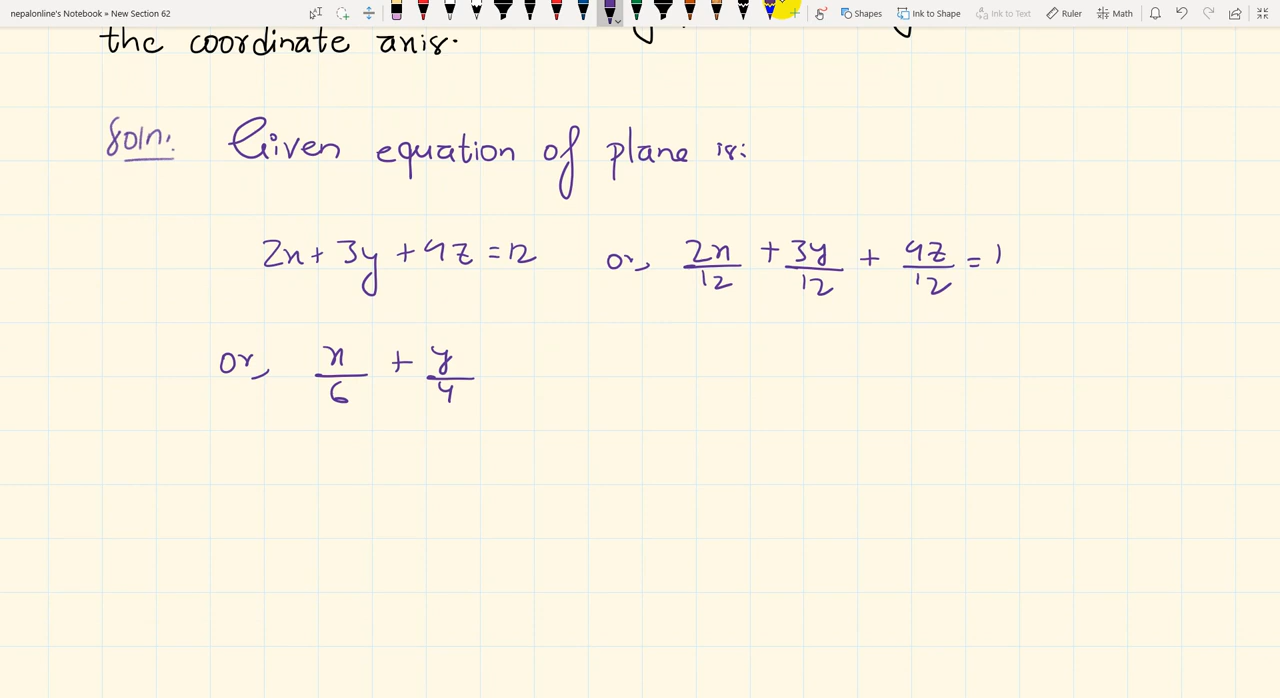 nepalonline's Notebook » New Section 62
Shapes Ink to Shape Ink to Text Ruler Math
the coordinate axis.
Soln: Given equation of plane is:
2x + 3y + 4z = 12 or, 2x/12 + 3y/12 + 4z/12 = 1
or, x/6 + y/4